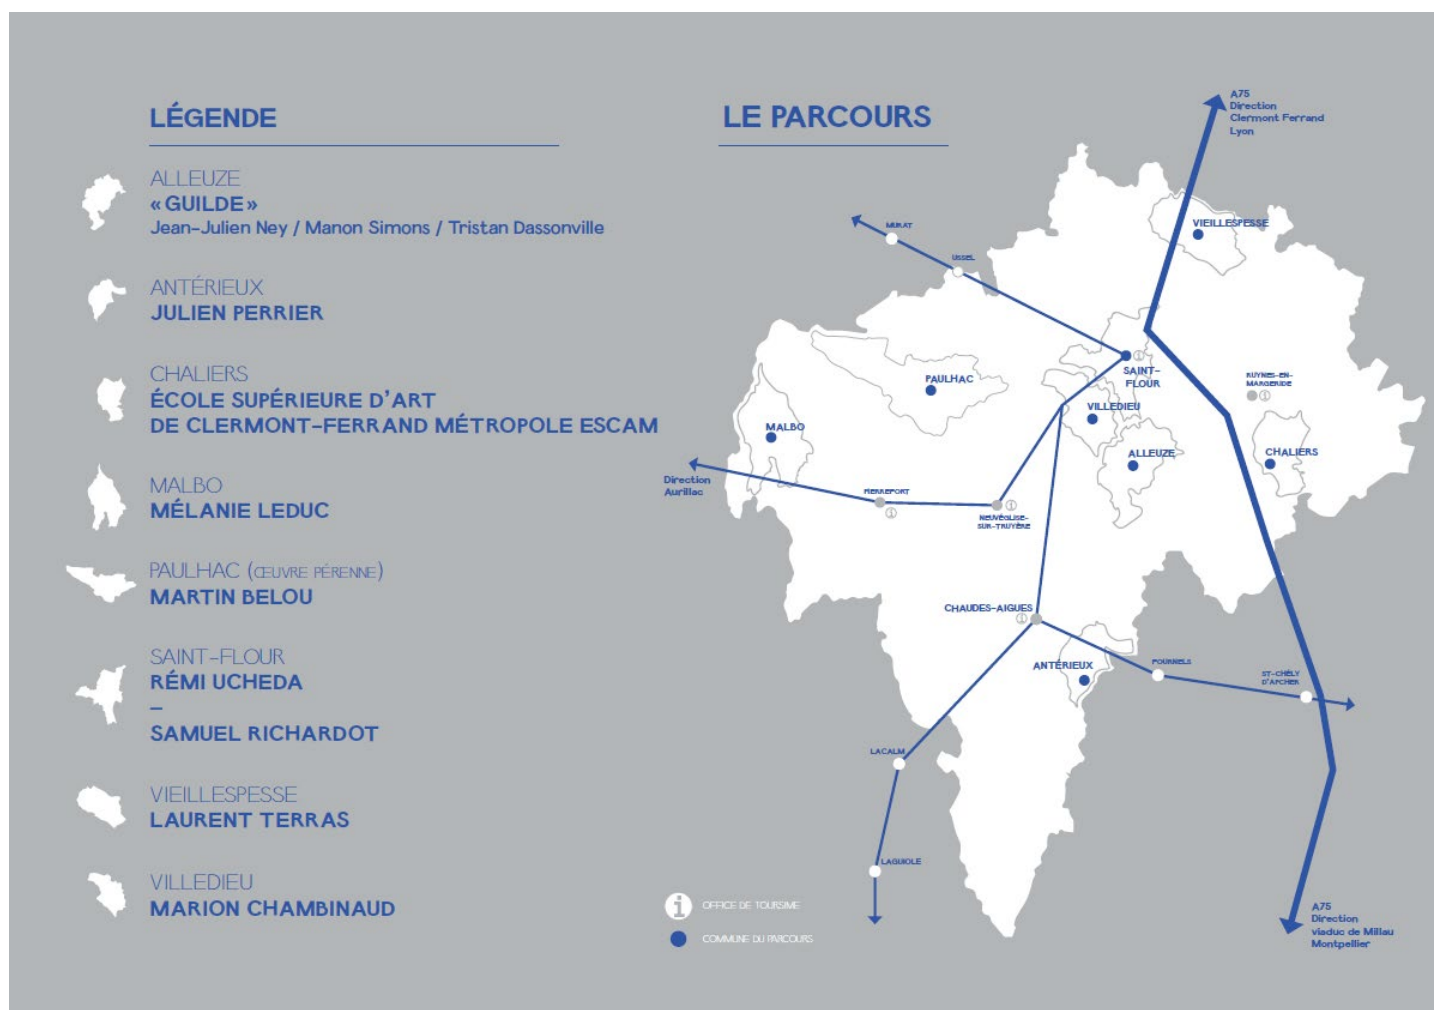 LÉGENDE
ALLEUZE
« GUILDE »
Jean-Julien Ney / Manon Simons / Tristan Dassonville
ANTÉRIEUX
JULIEN PERRIER
CHALIERS
ÉCOLE SUPÉRIEURE D'ART
DE CLERMONT-FERRAND MÉTROPOLE ESCAM
MALBO
MÉLANIE LEDUC
PAULHAC (ŒUVRE PÉRENNE)
MARTIN BELOU
SAINT-FLOUR
RÉMI UCHEDA
–
SAMUEL RICHARDOT
VIEILLESPESSE
LAURENT TERRAS
VILLEDIEU
MARION CHAMBINAUD
LE PARCOURS
A75
Direction
Clermont Ferrand
Lyon
VIEILLESPESSE
MURAT
USSEL
SAINT-
FLOUR
RUYNES-EN-
MARGERIDE
PAULHAC
VILLEDIEU
MALBO
ALLEUZE
CHALIERS
Direction
Aurillac
PIERREFORT
NEUVÉGLISE-
SUR-TRUYÈRE
CHAUDES-AIGUES
ANTÉRIEUX
FOURNELS
ST-CHÉLY
D'APCHER
LACALM
LAGUIOLE
i OFFICE DE TOURSIME
COMMUNE DU PARCOURS
A75
Direction
viaduc de Millau
Montpellier